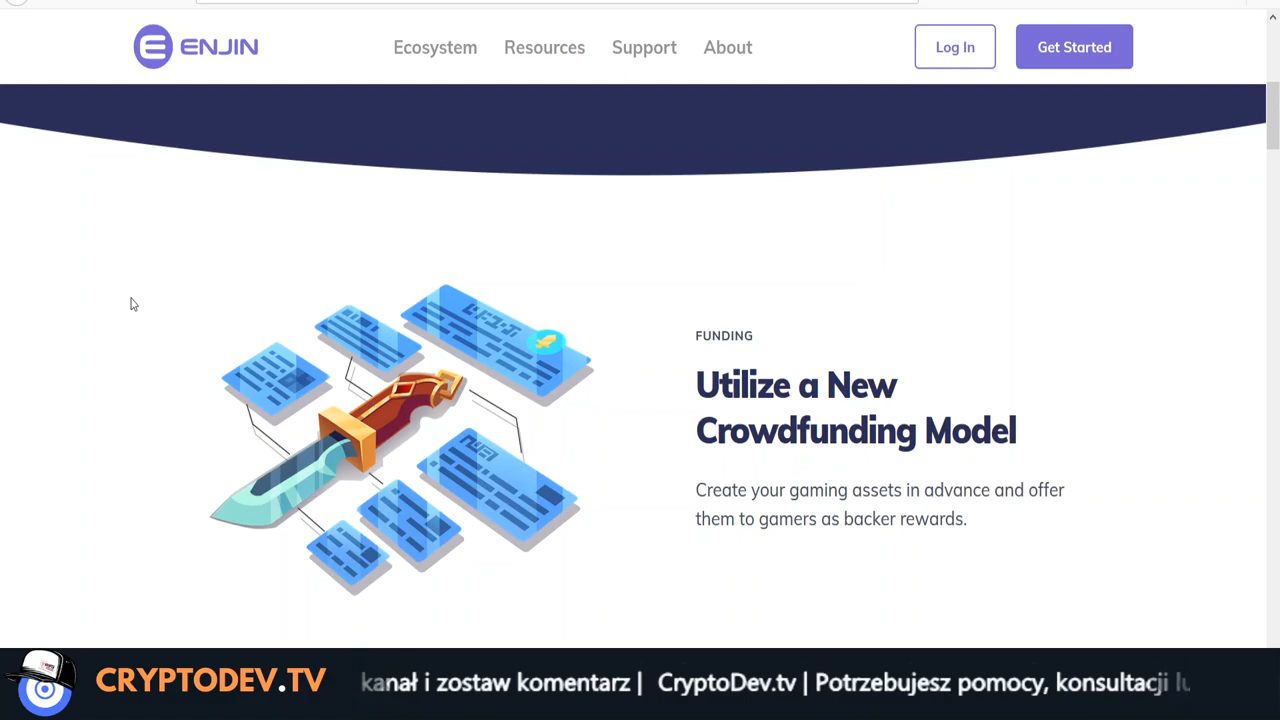 ENJIN
Ecosystem Resources Support About
Log In
Get Started
FUNDING
Utilize a New
Crowdfunding Model
Create your gaming assets in advance and offer
them to gamers as backer rewards.
CRYPTODEV.TV
kanał i zostaw komentarz | CryptoDev.tv | Potrzebujesz pomocy, konsultacji